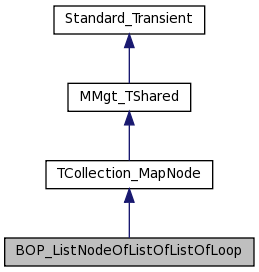 Standard_Transient
MMgt_TShared
TCollection_MapNode
BOP_ListNodeOfListOfListOfLoop